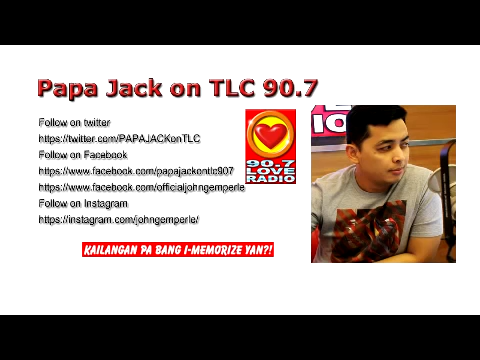 Papa Jack on TLC 90.7
Follow on twitter
https://twitter.com/PAPAJACKonTLC
Follow on Facebook
https://www.facebook.com/papajackontlc907
https://www.facebook.com/officialjohngemperle
Follow on Instagram
https://instagram.com/johngemperle/
90.7
LOVE
RADIO
KAILANGAN PA BANG I-MEMORIZE YAN?!